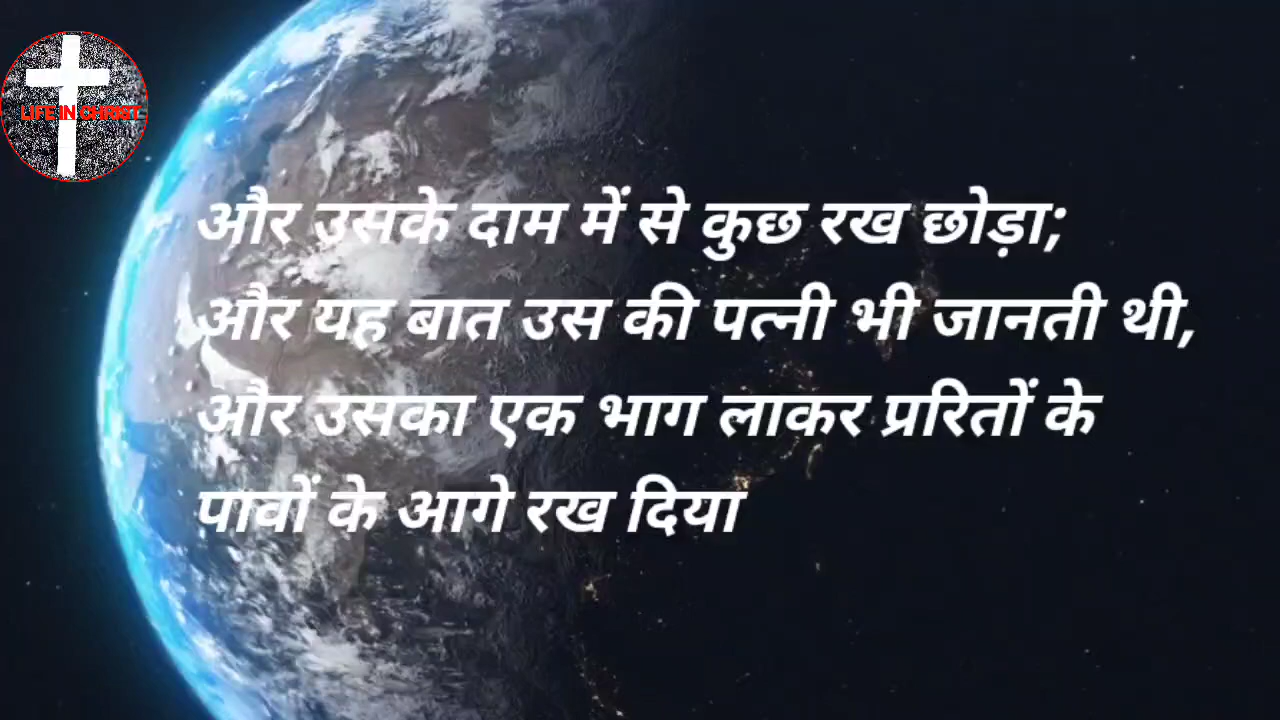 LIFE IN CHRIST
और उसके दाम में से कुछ रख छोड़ा;
और यह बात उस की पत्नी भी जानती थी,
और उसका एक भाग लाकर प्ररितों के
पावों के आगे रख दिया